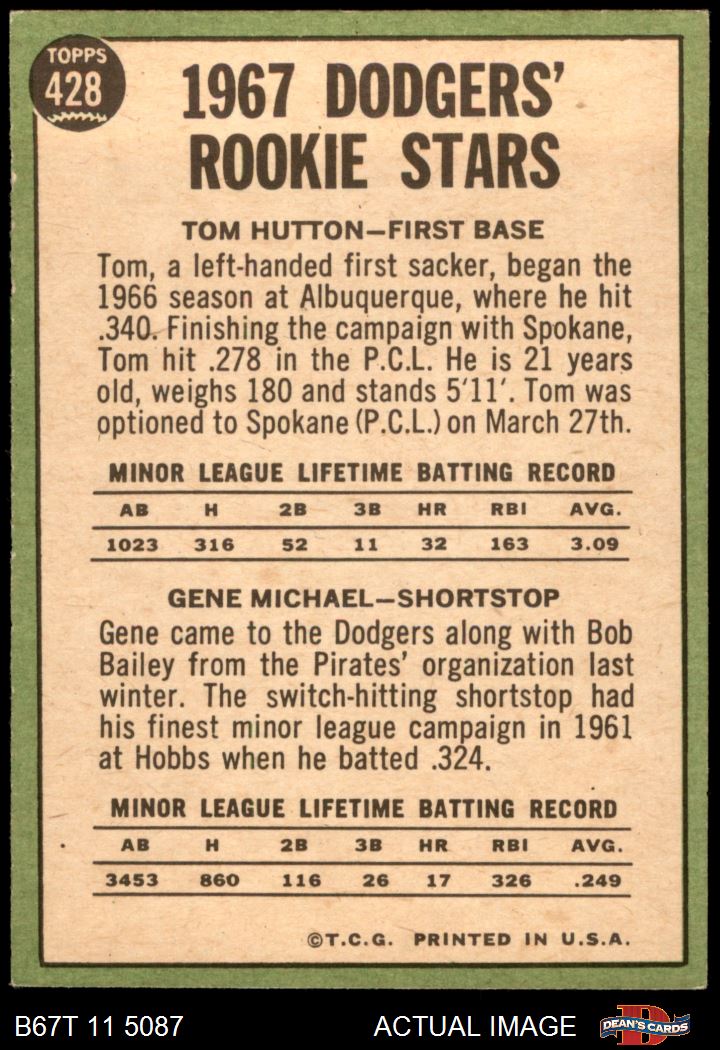 TOPPS
428
1967 DODGERS'
ROOKIE STARS
TOM HUTTON—FIRST BASE
Tom, a left-handed first sacker, began the
1966 season at Albuquerque, where he hit
.340. Finishing the campaign with Spokane,
Tom hit .278 in the P.C.L. He is 21 years
old, weighs 180 and stands 5'11'. Tom was
optioned to Spokane (P.C.L.) on March 27th.
MINOR LEAGUE LIFETIME BATTING RECORD
AB H 2B 3B HR RBI AVG.
1023 316 52 11 32 163 3.09
GENE MICHAEL—SHORTSTOP
Gene came to the Dodgers along with Bob
Bailey from the Pirates' organization last
winter. The switch-hitting shortstop had
his finest minor league campaign in 1961
at Hobbs when he batted .324.
MINOR LEAGUE LIFETIME BATTING RECORD
AB H 2B 3B HR RBI AVG.
3453 860 116 26 17 326 .249
©T.C.G. PRINTED IN U.S.A.
B67T 11 5087 ACTUAL IMAGE D DEAN'S CARDS